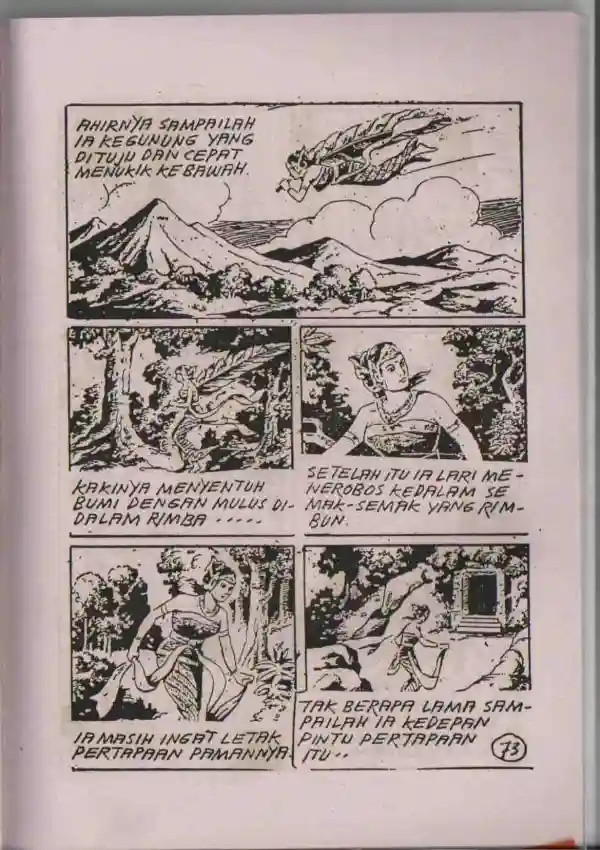 AHIRNYA SAMPAILAH
IA KEGUNUNG YANG
DITUJU DAN CEPAT
MENUKIK KEBAWAH.
KAKINYA MENYENTUH
BUMI DENGAN MULUS DI-
DALAM RIMBA .....
SETELAH ITU IA LARI ME-
NEROBOS KEDALAM SE
MAK-SEMAK YANG RIM-
BUN.
IA MASIH INGAT LETAK
PERTAPAAN PAMANNYA.
TAK BERAPA LAMA SAM-
PAILAH IA KEDEPAN
PINTU PERTAPAAN
ITU..
73